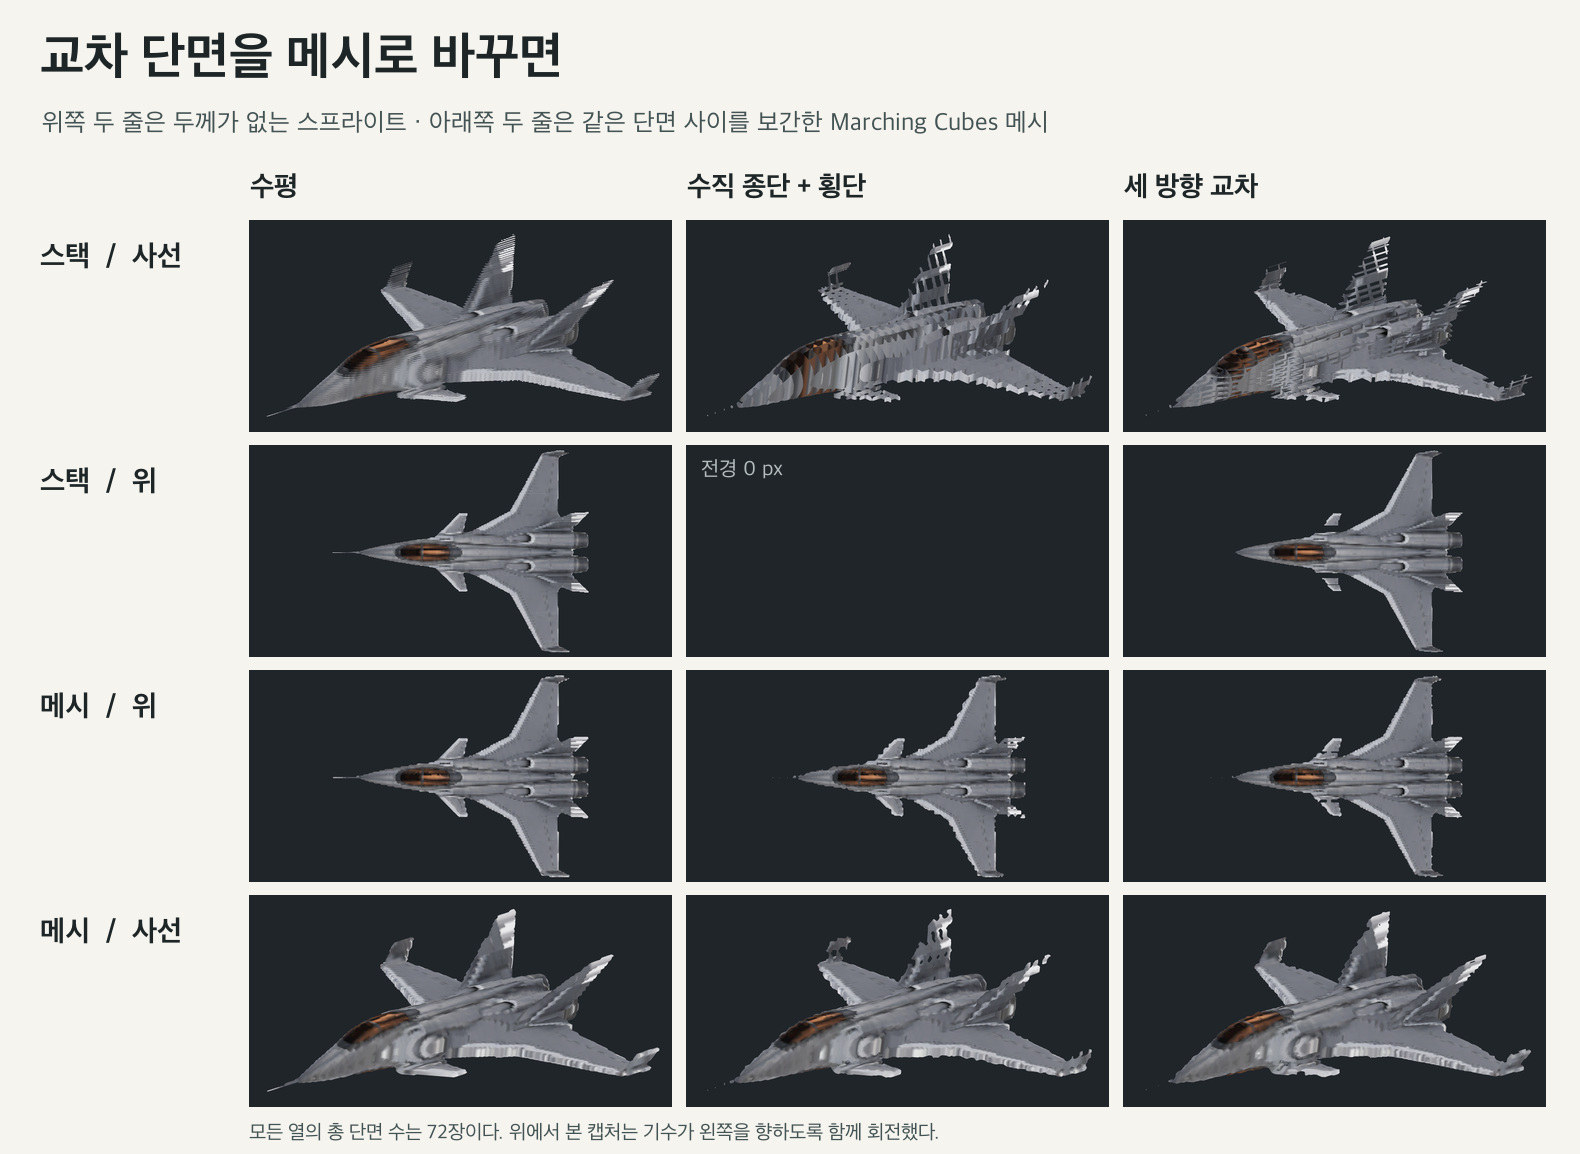 교차 단면을 메시로 바꾸면
위쪽 두 줄은 두께가 없는 스프라이트 · 아래쪽 두 줄은 같은 단면 사이를 보간한 Marching Cubes 메시
수평
수직 종단 + 횡단
세 방향 교차
스택 / 사선
스택 / 위
전경 0 px
메시 / 위
메시 / 사선
모든 열의 총 단면 수는 72장이다. 위에서 본 캡처는 기수가 왼쪽을 향하도록 함께 회전했다.